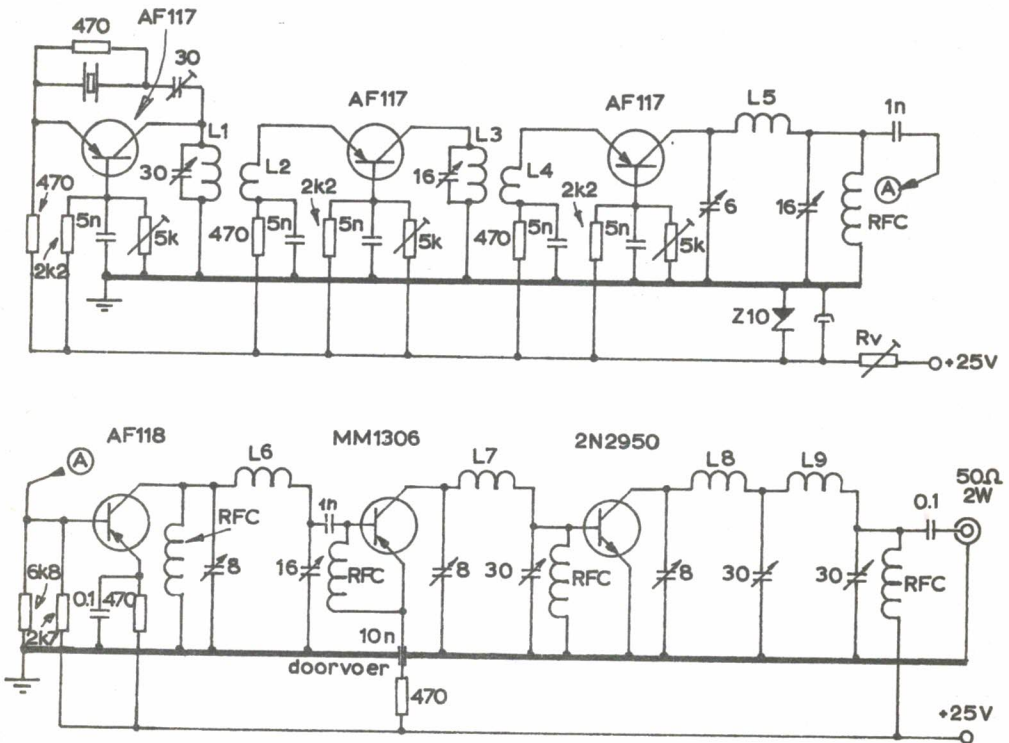 AF117
470
30
AF117
AF117
L5
1n
L1
L3
30
L2
16
L4
6
16
A
RFC
470
2k2
5n
5k
470
2k2
5n
5n
5k
470
2k2
5n
5n
5k
Z10
Rv
+25V
AF118
MM1306
2N2950
A
L6
L7
L8
L9
50Ω
2W
0.1
RFC
1n
8
16
RFC
8
30
RFC
8
30
30
RFC
6k8
2k7
0.1
470
10n
doorvoer
470
+25V